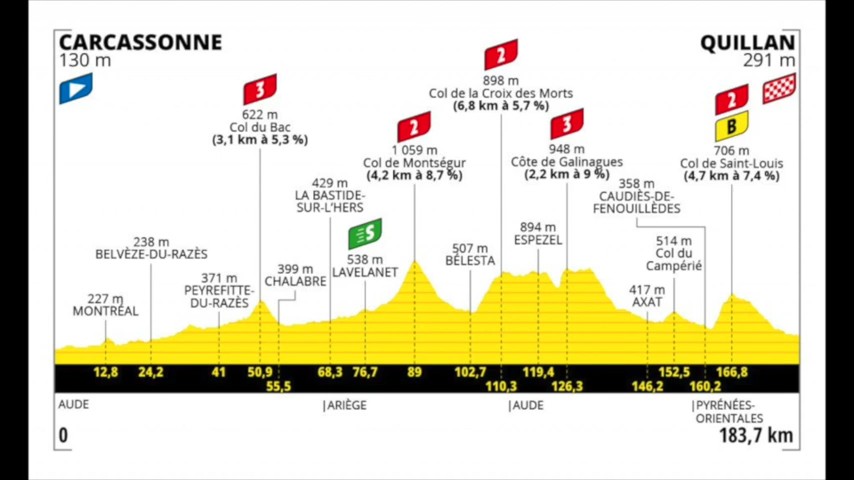 CARCASSONNE
130 m
QUILLAN
291 m
3
622 m
Col du Bac
(3,1 km à 5,3 %)
2
1 059 m
Col de Montségur
(4,2 km à 8,7 %)
2
898 m
Col de la Croix des Morts
(6,8 km à 5,7 %)
3
948 m
Côte de Galinagues
(2,2 km à 9 %)
2
B
706 m
Col de Saint-Louis
(4,7 km à 7,4 %)
227 m
MONTRÉAL
238 m
BELVÈZE-DU-RAZÈS
371 m
PEYREFITTE-
DU-RAZÈS
399 m
CHALABRE
429 m
LA BASTIDE-
SUR-L'HERS
S
538 m
LAVELANET
507 m
BÉLESTA
894 m
ESPEZEL
358 m
CAUDIÈS-DE-
FENOUILLÈDES
417 m
AXAT
514 m
Col du
Campérié
12,8
24,2
41
50,9
55,5
68,3
76,7
89
102,7
110,3
119,4
126,3
146,2
152,5
160,2
166,8
AUDE
|ARIÈGE
|AUDE
|PYRÉNÉES-
ORIENTALES
0
183,7 km